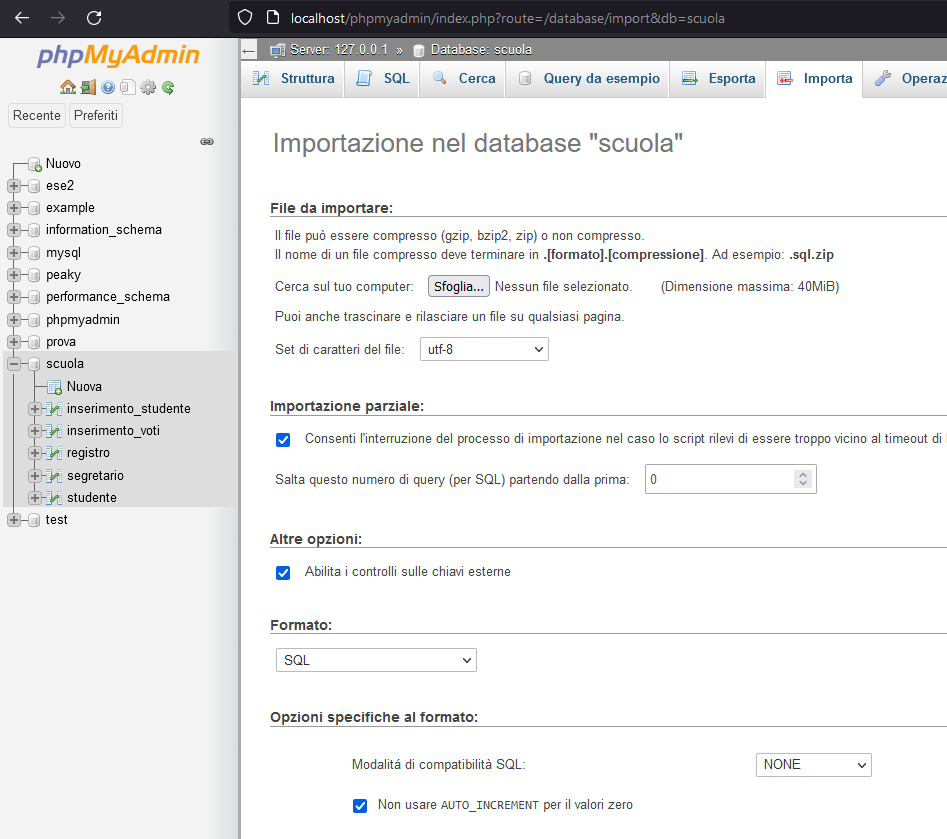 localhost/phpmyadmin/index.php?route=/database/import&db=scuola
phpMyAdmin
Recente Preferiti
Nuovo
ese2
example
information_schema
mysql
peaky
performance_schema
phpmyadmin
prova
scuola
Nuova
inserimento_studente
inserimento_voti
registro
segretario
studente
test
Server: 127.0.0.1 » Database: scuola
Struttura SQL Cerca Query da esempio Esporta Importa Operaz
Importazione nel database "scuola"
File da importare:
Il file può essere compresso (gzip, bzip2, zip) o non compresso.
Il nome di un file compresso deve terminare in .[formato].[compressione]. Ad esempio: .sql.zip
Cerca sul tuo computer: Sfoglia... Nessun file selezionato. (Dimensione massima: 40MiB)
Puoi anche trascinare e rilasciare un file su qualsiasi pagina.
Set di caratteri del file: utf-8
Importazione parziale:
Consenti l'interruzione del processo di importazione nel caso lo script rilevi di essere troppo vicino al timeout di
Salta questo numero di query (per SQL) partendo dalla prima: 0
Altre opzioni:
Abilita i controlli sulle chiavi esterne
Formato:
SQL
Opzioni specifiche al formato:
Modalitá di compatibilità SQL: NONE
Non usare AUTO_INCREMENT per il valori zero